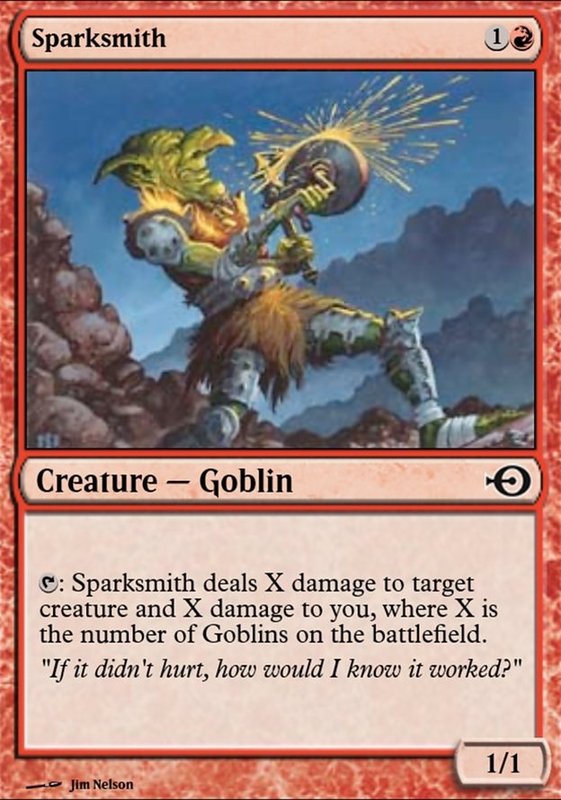 Sparksmith 1
Creature — Goblin
: Sparksmith deals X damage to target
creature and X damage to you, where X is
the number of Goblins on the battlefield.
"If it didn't hurt, how would I know it worked?"
1/1
Jim Nelson